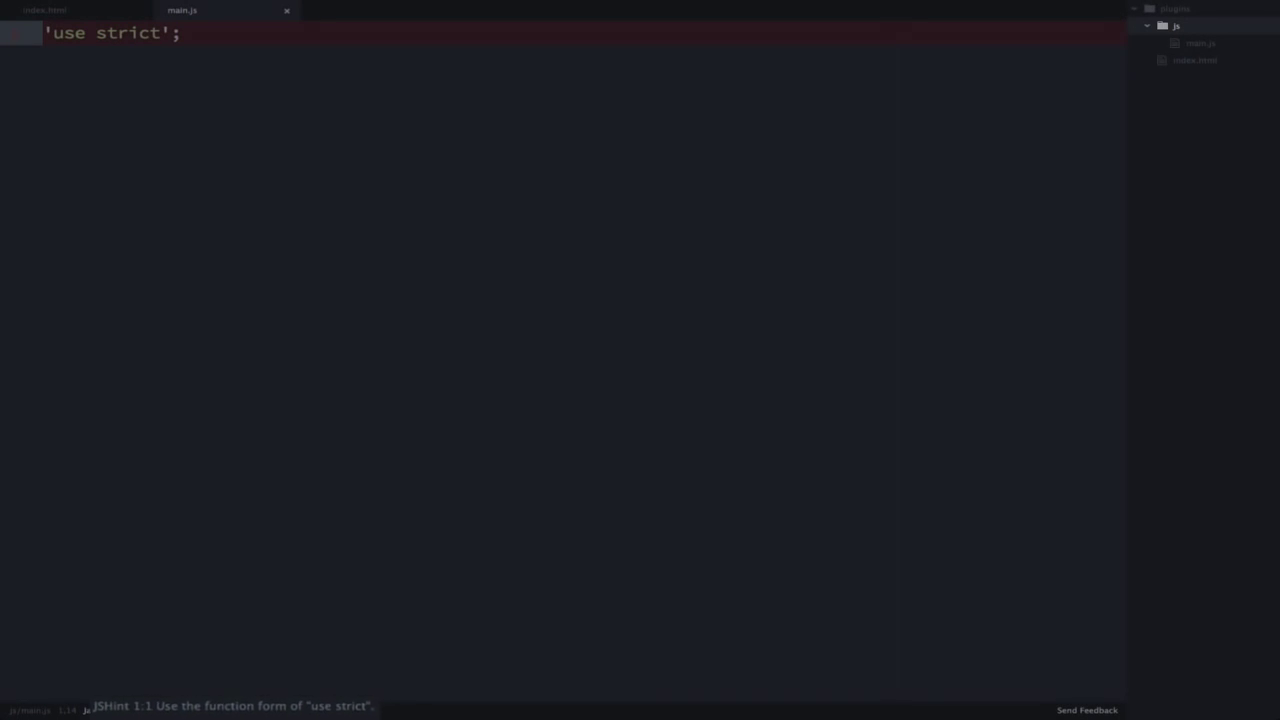 index.html
main.js ×
'use strict';
plugins
js
main.js
index.html
js/main.js 1,14 Ja JSHint 1:1 Use the function form of "use strict".
Send Feedback